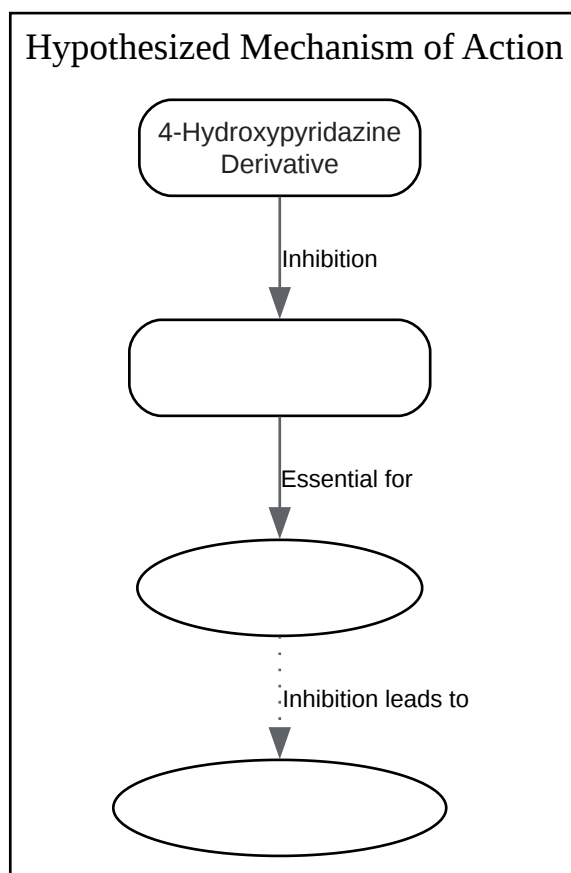 Hypothesized Mechanism of Action
4-Hydroxypyridazine
Derivative
Inhibition
Essential for
Inhibition leads to